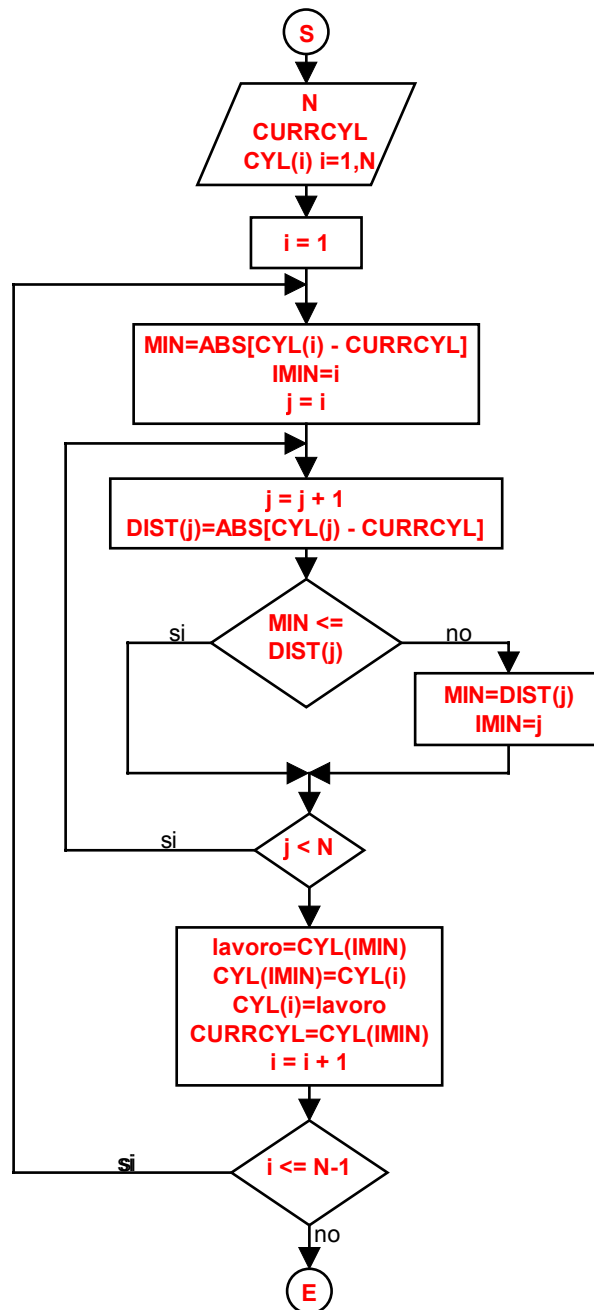 S
N
CURRCYL
CYL(i) i=1,N
i = 1
MIN=ABS[CYL(i) - CURRCYL]
IMIN=i
j = i
j = j + 1
DIST(j)=ABS[CYL(j) - CURRCYL]
MIN <=
DIST(j)
si
no
MIN=DIST(j)
IMIN=j
j < N
si
lavoro=CYL(IMIN)
CYL(IMIN)=CYL(i)
CYL(i)=lavoro
CURRCYL=CYL(IMIN)
i = i + 1
i <= N-1
si
no
E